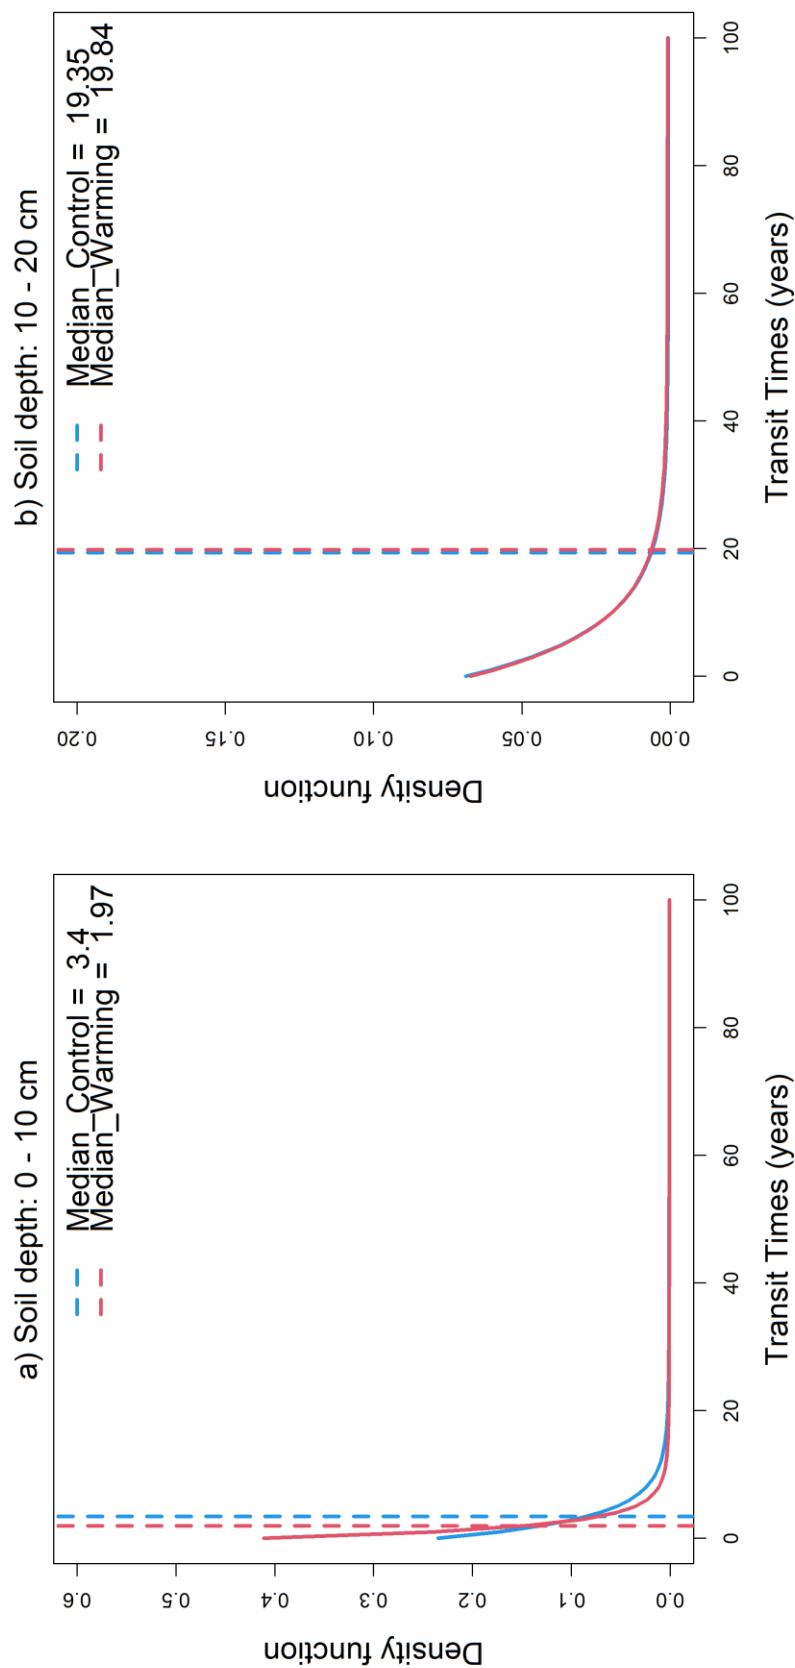 a) Soil depth: 0 - 10 cm
Median_Control = 3.4
Median_Warming = 1.97
Density function
0.0 0.1 0.2 0.3 0.4 0.5 0.6
0 20 40 60 80 100
Transit Times (years)
b) Soil depth: 10 - 20 cm
Median_Control = 19.35
Median_Warming = 19.84
Density function
0.00 0.05 0.10 0.15 0.20
0 20 40 60 80 100
Transit Times (years)